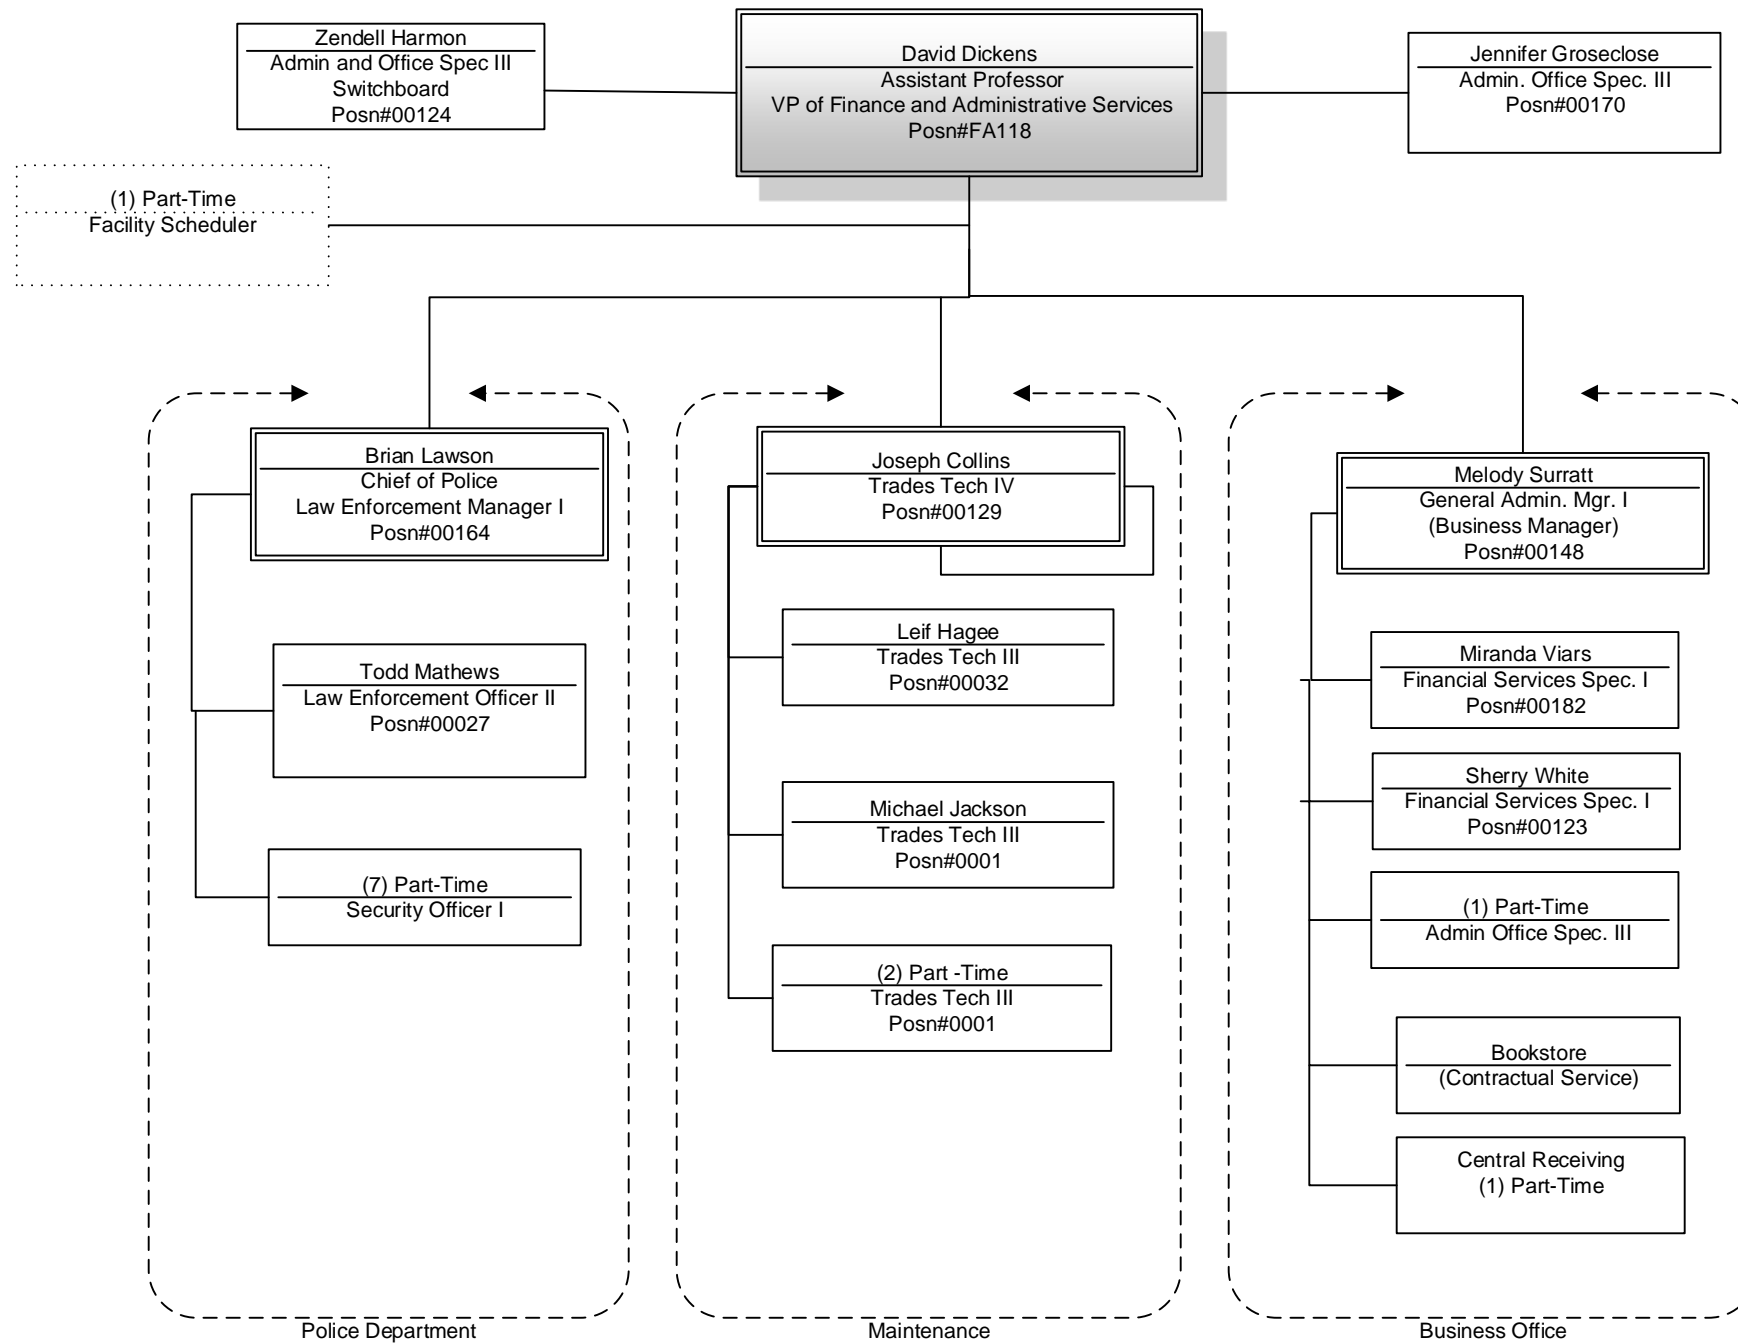 Zendell Harmon
Admin and Office Spec III
Switchboard
Posn#00124
David Dickens
Assistant Professor
VP of Finance and Administrative Services
Posn#FA118
Jennifer Groseclose
Admin. Office Spec. III
Posn#00170
(1) Part-Time
Facility Scheduler
Brian Lawson
Chief of Police
Law Enforcement Manager I
Posn#00164
Todd Mathews
Law Enforcement Officer II
Posn#00027
(7) Part-Time
Security Officer I
Police Department
Joseph Collins
Trades Tech IV
Posn#00129
Leif Hagee
Trades Tech III
Posn#00032
Michael Jackson
Trades Tech III
Posn#0001
(2) Part -Time
Trades Tech III
Posn#0001
Maintenance
Melody Surratt
General Admin. Mgr. I
(Business Manager)
Posn#00148
Miranda Viars
Financial Services Spec. I
Posn#00182
Sherry White
Financial Services Spec. I
Posn#00123
(1) Part-Time
Admin Office Spec. III
Bookstore
(Contractual Service)
Central Receiving
(1) Part-Time
Business Office